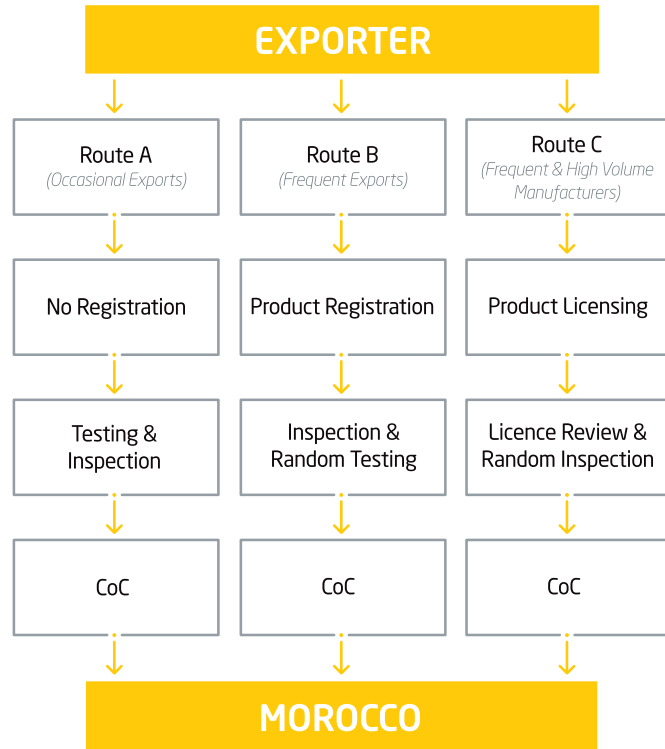 EXPORTER
Route A
(Occasional Exports)
Route B
(Frequent Exports)
Route C
(Frequent & High Volume
Manufacturers)
No Registration
Product Registration
Product Licensing
Testing &
Inspection
Inspection &
Random Testing
Licence Review &
Random Inspection
CoC
CoC
CoC
MOROCCO